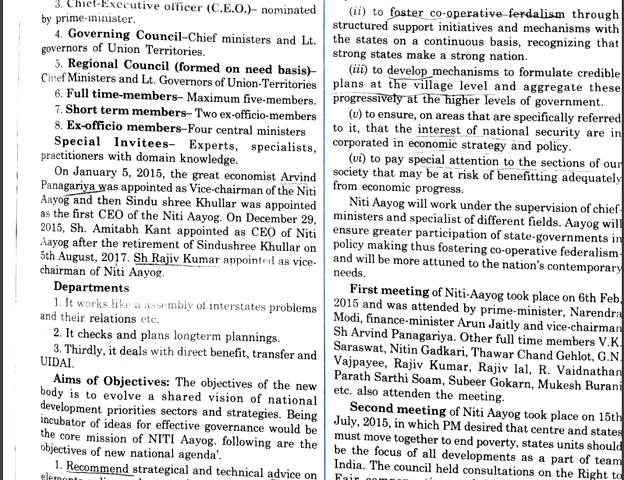 3. Chief-Executive officer (C.E.O.)– nominated
by prime-minister.
4. Governing Council–Chief ministers and Lt.
governors of Union Territories.
5. Regional Council (formed on need basis)–
Chief Ministers and Lt. Governors of Union-Territories
6. Full time-members– Maximum five-members.
7. Short term members– Two ex-officio-members
8. Ex-officio members–Four central ministers
Special Invitees– Experts, specialists,
practitioners with domain knowledge.
On January 5, 2015, the great economist Arvind
Panagariya was appointed as Vice-chairman of the Niti
Aayog and then Sindu shree Khullar was appointed
as the first CEO of the Niti Aayog. On December 29,
2015, Sh. Amitabh Kant appointed as CEO of Niti
Aayog after the retirement of Sindushree Khullar on
5th August, 2017. Sh Rajiv Kumar appointed as vice-
chairman of Niti Aayog.
Departments
1. It works like a assembly of interstates problems
and their relations etc.
2. It checks and plans longterm plannings.
3. Thirdly, it deals with direct benefit, transfer and
UIDAI.
Aims of Objectives: The objectives of the new
body is to evolve a shared vision of national
development priorities sectors and strategies. Being
incubator of ideas for effective governance would be
the core mission of NITI Aayog. following are the
objectives of new national agenda'.
1. Recommend strategical and technical advice on
(ii) to foster co-operative ferdalism through
structured support initiatives and mechanisms with
the states on a continuous basis, recognizing that
strong states make a strong nation.
(iii) to develop mechanisms to formulate credible
plans at the village level and aggregate these
progressively at the higher levels of government.
(v) to ensure, on areas that are specifically referred
to it, that the interest of national security are in
corporated in economic strategy and policy.
(vi) to pay special attention to the sections of our
society that may be at risk of benefitting adequately
from economic progress.
Niti Aayog will work under the supervision of chief-
ministers and specialist of different fields. Aayog will
ensure greater participation of state-governments in
policy making thus fostering co-operative federalism-
and will be more attuned to the nation's contemporary
needs.
First meeting of Niti-Aayog took place on 6th Feb,
2015 and was attended by prime-minister, Narendra
Modi, finance-minister Arun Jaitly and vice-chairman
Sh Arvind Panagariya. Other full time members V.K.
Saraswat, Nitin Gadkari, Thawar Chand Gehlot, G.N.
Vajpayee, Rajiv Kumar, Rajiv lal, R. Vaidnathan
Parath Sarthi Soam, Subeer Gokarn, Mukesh Burani
etc. also attenden the meeting.
Second meeting of Niti Aayog took place on 15th
July, 2015, in which PM desired that centre and states
must move together to end poverty, states units should
be the focus of all developments as a part of team
India. The council held consultations on the Right to